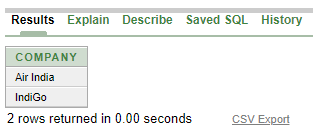 Results Explain Describe Saved SQL History
COMPANY
Air India
IndiGo
2 rows returned in 0.00 seconds CSV Export